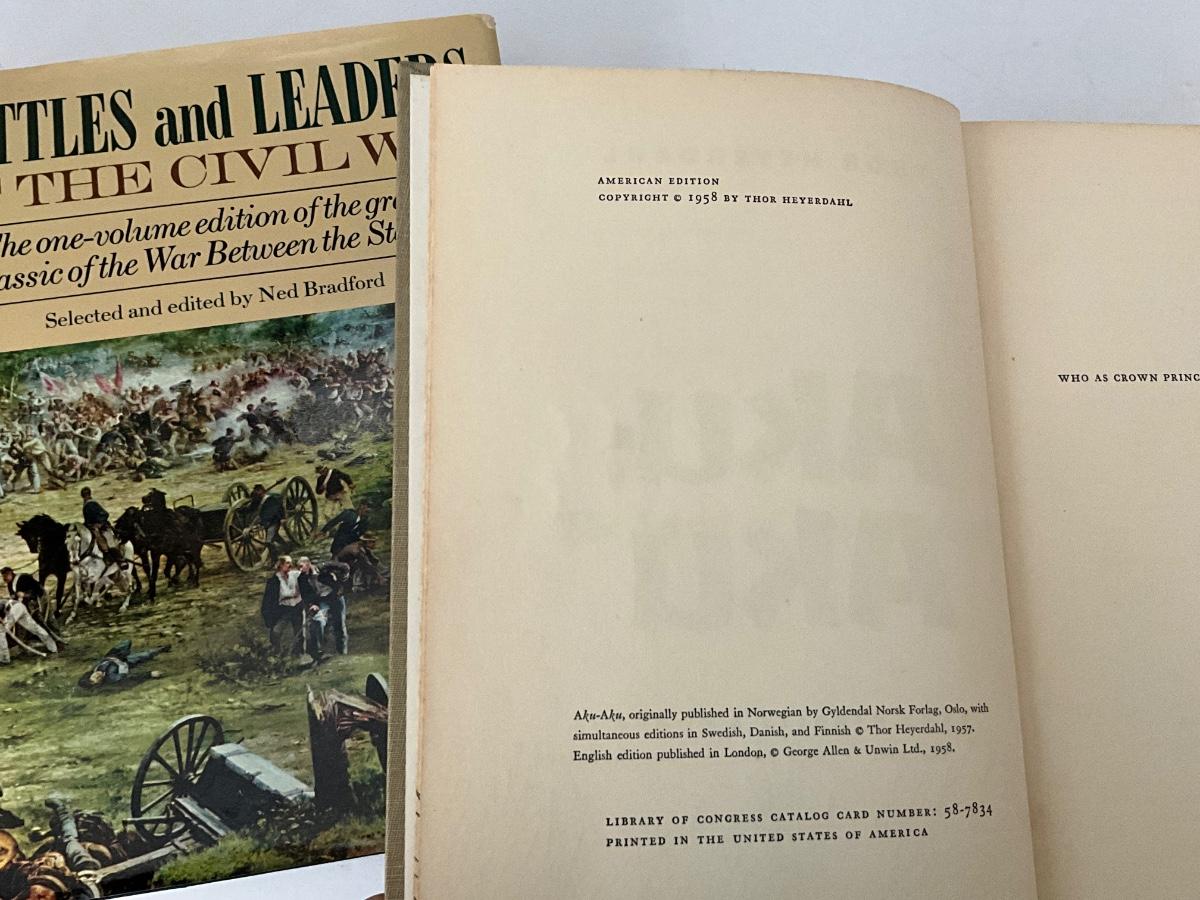 TTLES and LEADERS
THE CIVIL W
The one-volume edition of the gre
assic of the War Between the St
Selected and edited by Ned Bradford
AMERICAN EDITION
COPYRIGHT © 1958 BY THOR HEYERDAHL
Aku-Aku, originally published in Norwegian by Gyldendal Norsk Forlag, Oslo, with
simultaneous editions in Swedish, Danish, and Finnish © Thor Heyerdahl, 1957.
English edition published in London, © George Allen & Unwin Ltd., 1958.
LIBRARY OF CONGRESS CATALOG CARD NUMBER: 58-7834
PRINTED IN THE UNITED STATES OF AMERICA
WHO AS CROWN PRINC